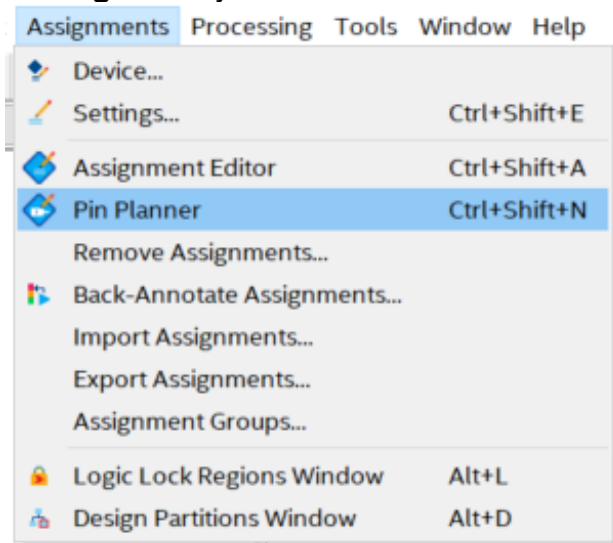 Assignments Processing Tools Window Help
Device...
Settings... Ctrl+Shift+E
Assignment Editor Ctrl+Shift+A
Pin Planner Ctrl+Shift+N
Remove Assignments...
Back-Annotate Assignments...
Import Assignments...
Export Assignments...
Assignment Groups...
Logic Lock Regions Window Alt+L
Design Partitions Window Alt+D